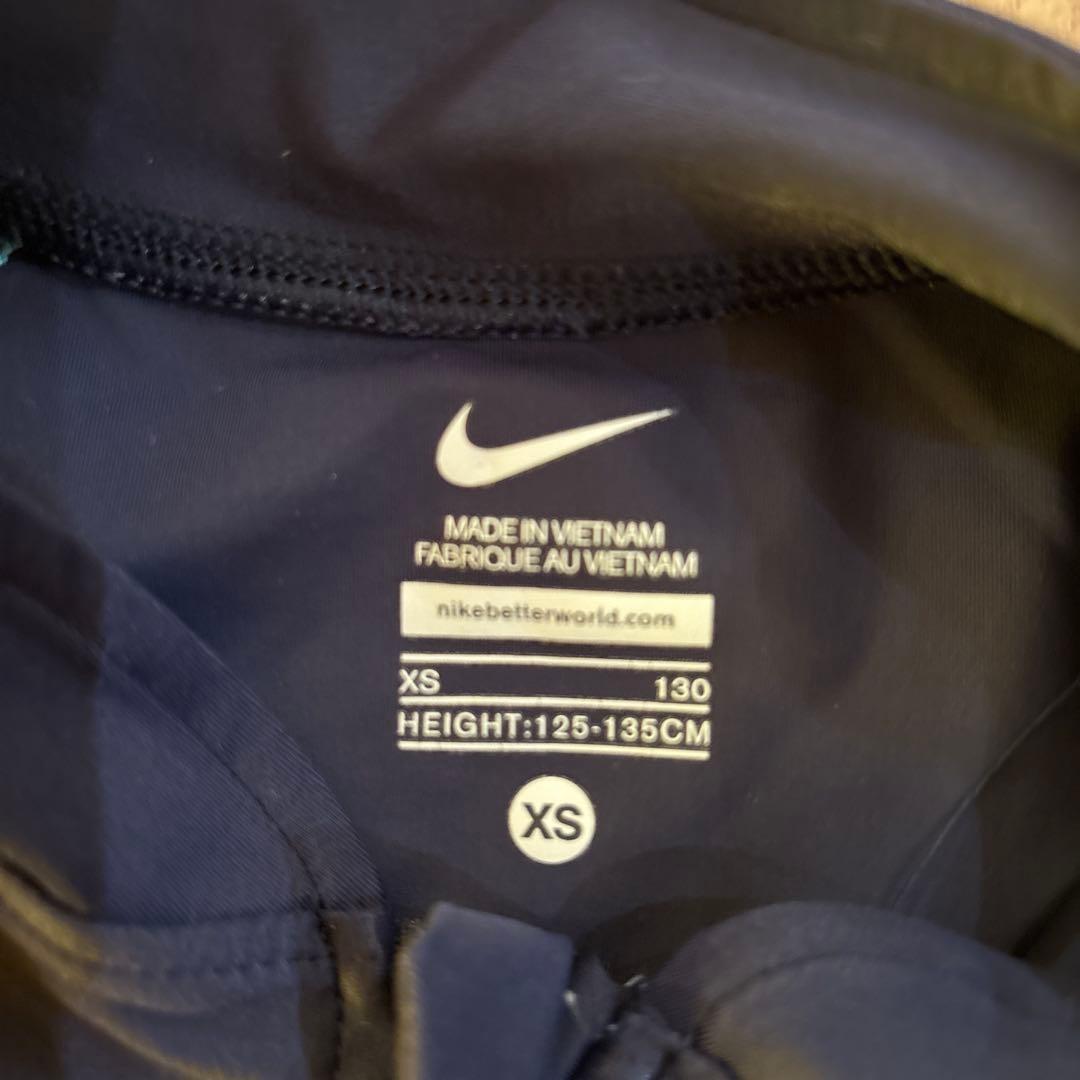 MADE IN VIETNAM
FABRIQUE AU VIETNAM
nikebetterworld.com
XS 130
HEIGHT:125-135CM
XS